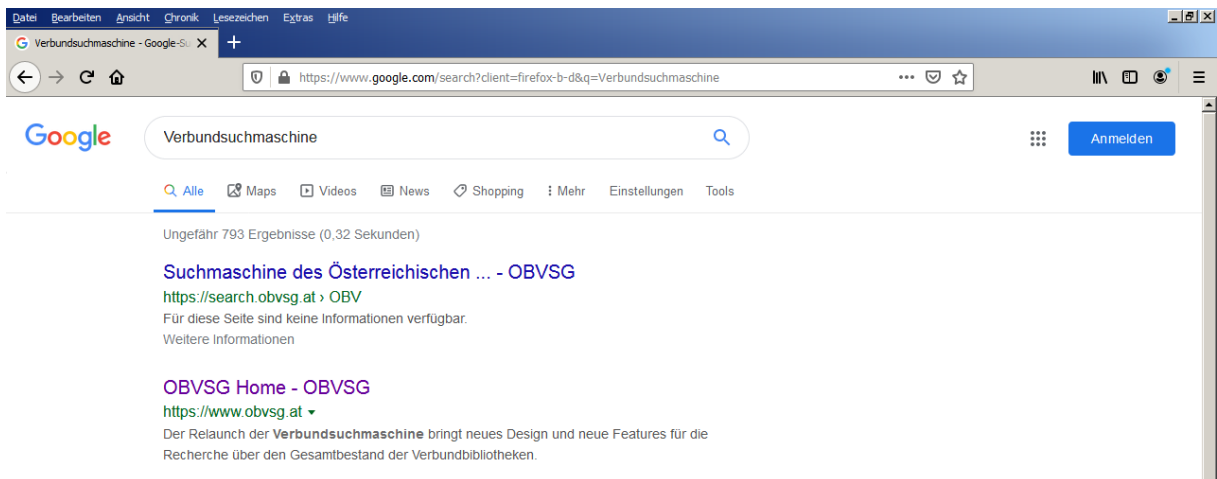 Datei Bearbeiten Ansicht Chronik Lesezeichen Extras Hilfe
Verbundsuchmaschine - Google-Su
https://www.google.com/search?client=firefox-b-d&q=Verbundsuchmaschine
Google Verbundsuchmaschine Anmelden
Alle Maps Videos News Shopping Mehr Einstellungen Tools
Ungefähr 793 Ergebnisse (0,32 Sekunden)
Suchmaschine des Österreichischen ... - OBVSG
https://search.obvsg.at › OBV
Für diese Seite sind keine Informationen verfügbar.
Weitere Informationen
OBVSG Home - OBVSG
https://www.obvsg.at
Der Relaunch der Verbundsuchmaschine bringt neues Design und neue Features für die
Recherche über den Gesamtbestand der Verbundbibliotheken.